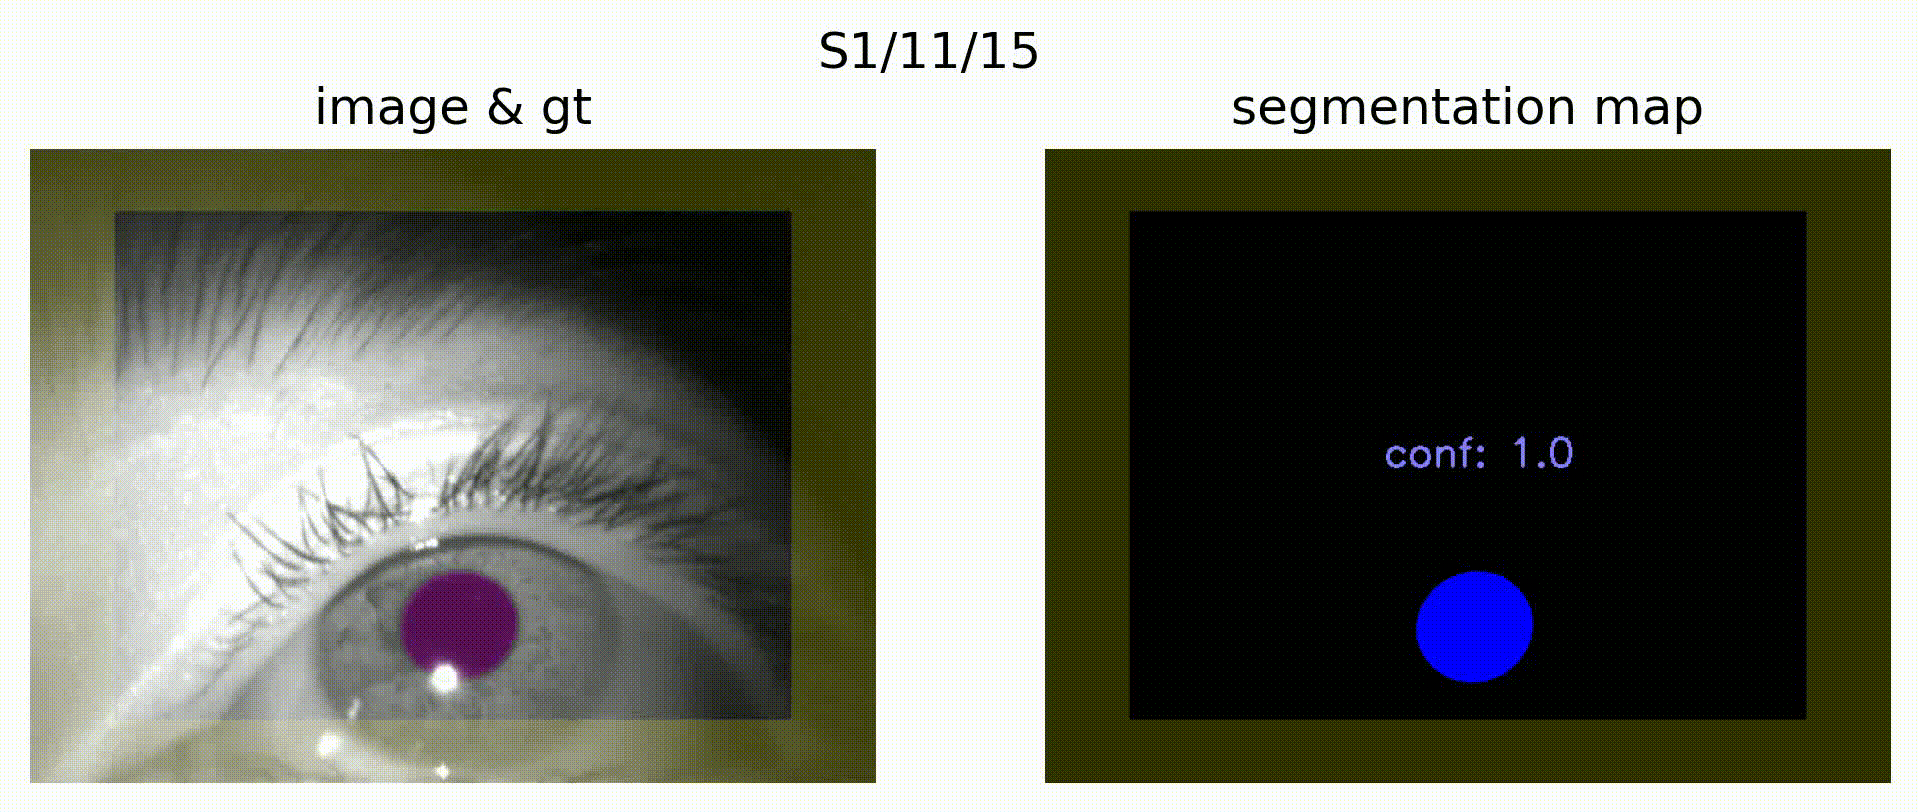 S1/11/15
image & gt
segmentation map
conf: 1.0